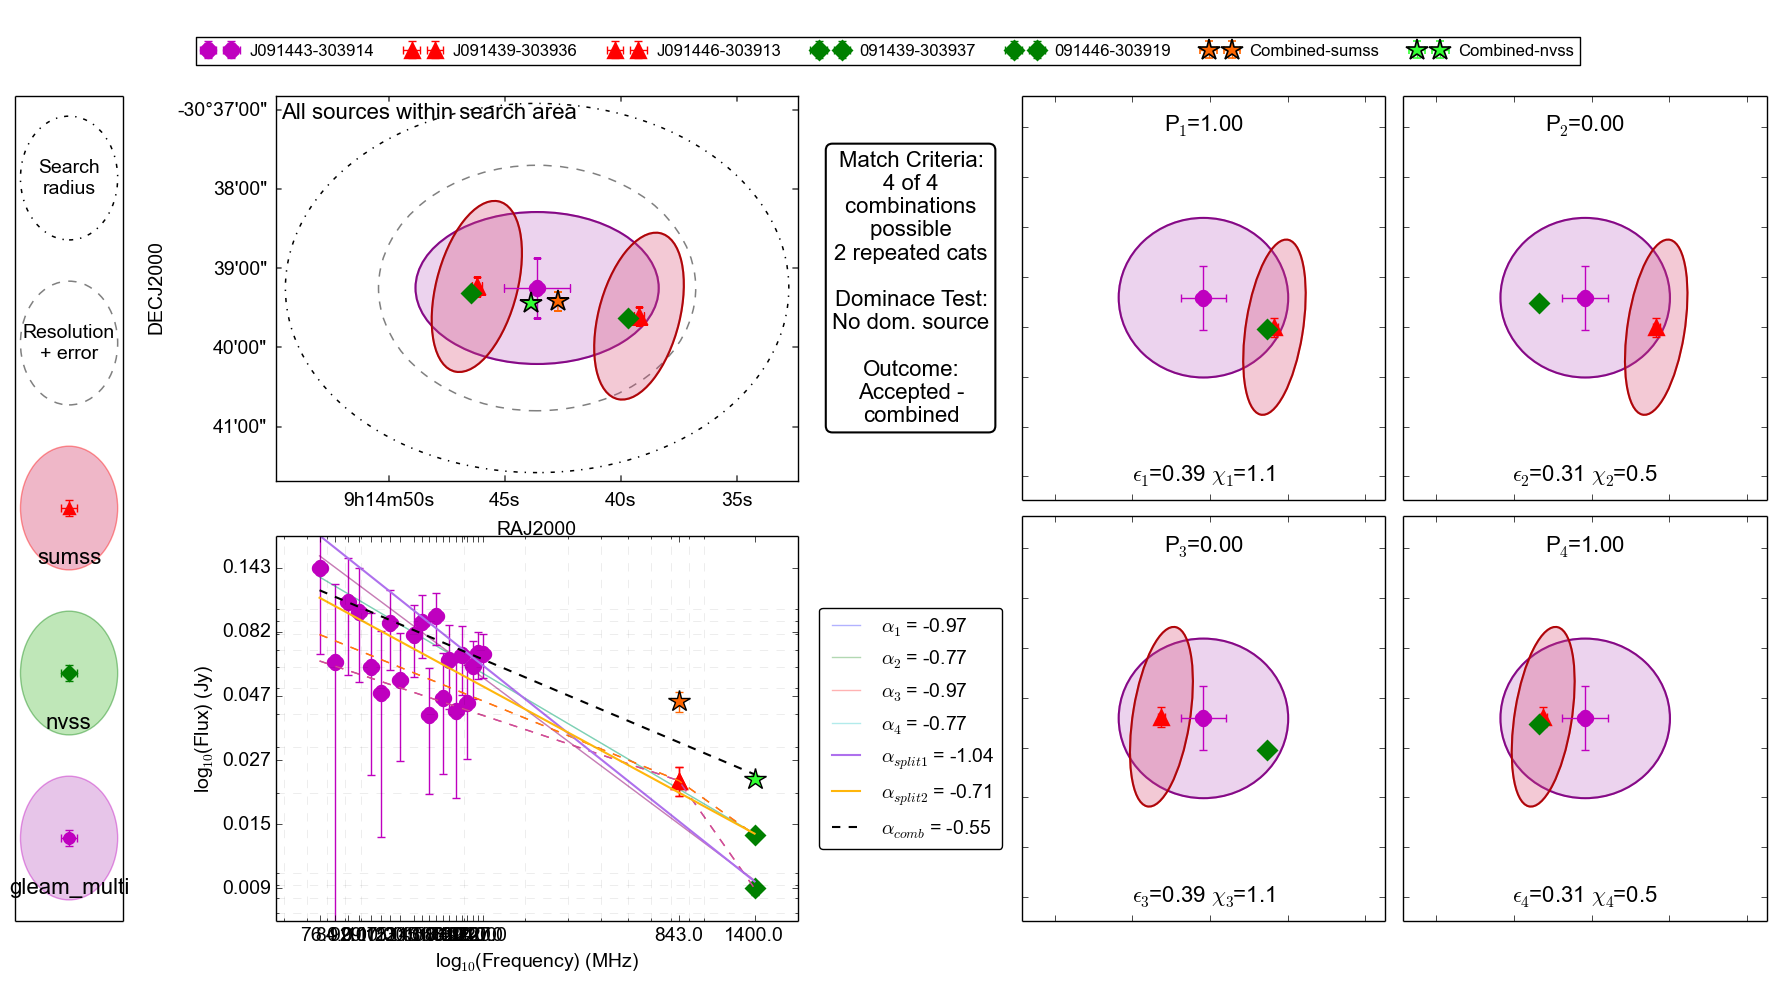 J091443-303914
J091439-303936
J091446-303913
091439-303937
091446-303919
Combined-sumss
Combined-nvss
Search
radius
Resolution
+ error
sumss
nvss
gleam_multi
All sources within search area
-30°37'00"
38'00"
39'00"
40'00"
41'00"
DECJ2000
9h14m50s
45s
40s
35s
RAJ2000
Match Criteria:
4 of 4
combinations
possible
2 repeated cats
Dominace Test:
No dom. source
Outcome:
Accepted -
combined
P1=1.00
ϵ1=0.39 χ1=1.1
P2=0.00
ϵ2=0.31 χ2=0.5
P3=0.00
ϵ3=0.39 χ3=1.1
P4=1.00
ϵ4=0.31 χ4=0.5
0.143
0.082
0.047
0.027
0.015
0.009
log10(Flux) (Jy)
843.0
1400.0
log10(Frequency) (MHz)
α1 = -0.97
α2 = -0.77
α3 = -0.97
α4 = -0.77
αsplit1 = -1.04
αsplit2 = -0.71
αcomb = -0.55